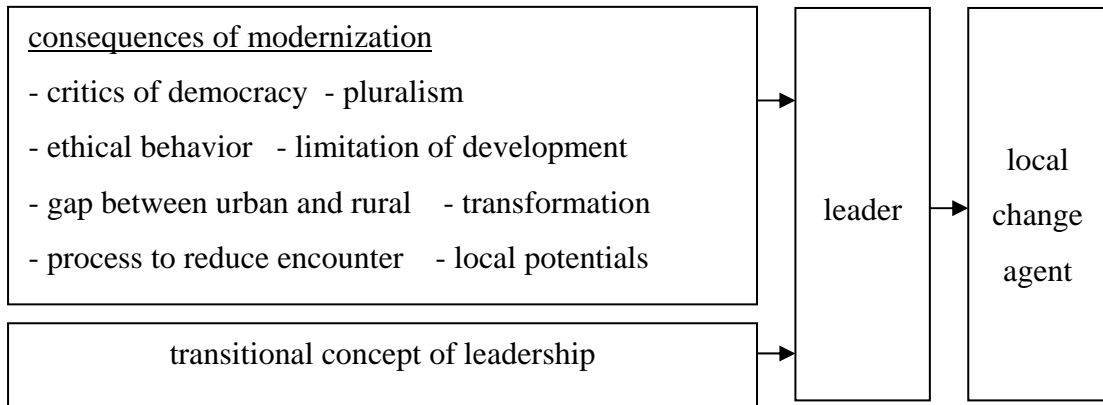 consequences of modernization
- critics of democracy - pluralism
- ethical behavior - limitation of development
- gap between urban and rural - transformation
- process to reduce encounter - local potentials
transitional concept of leadership
leader
local
change
agent